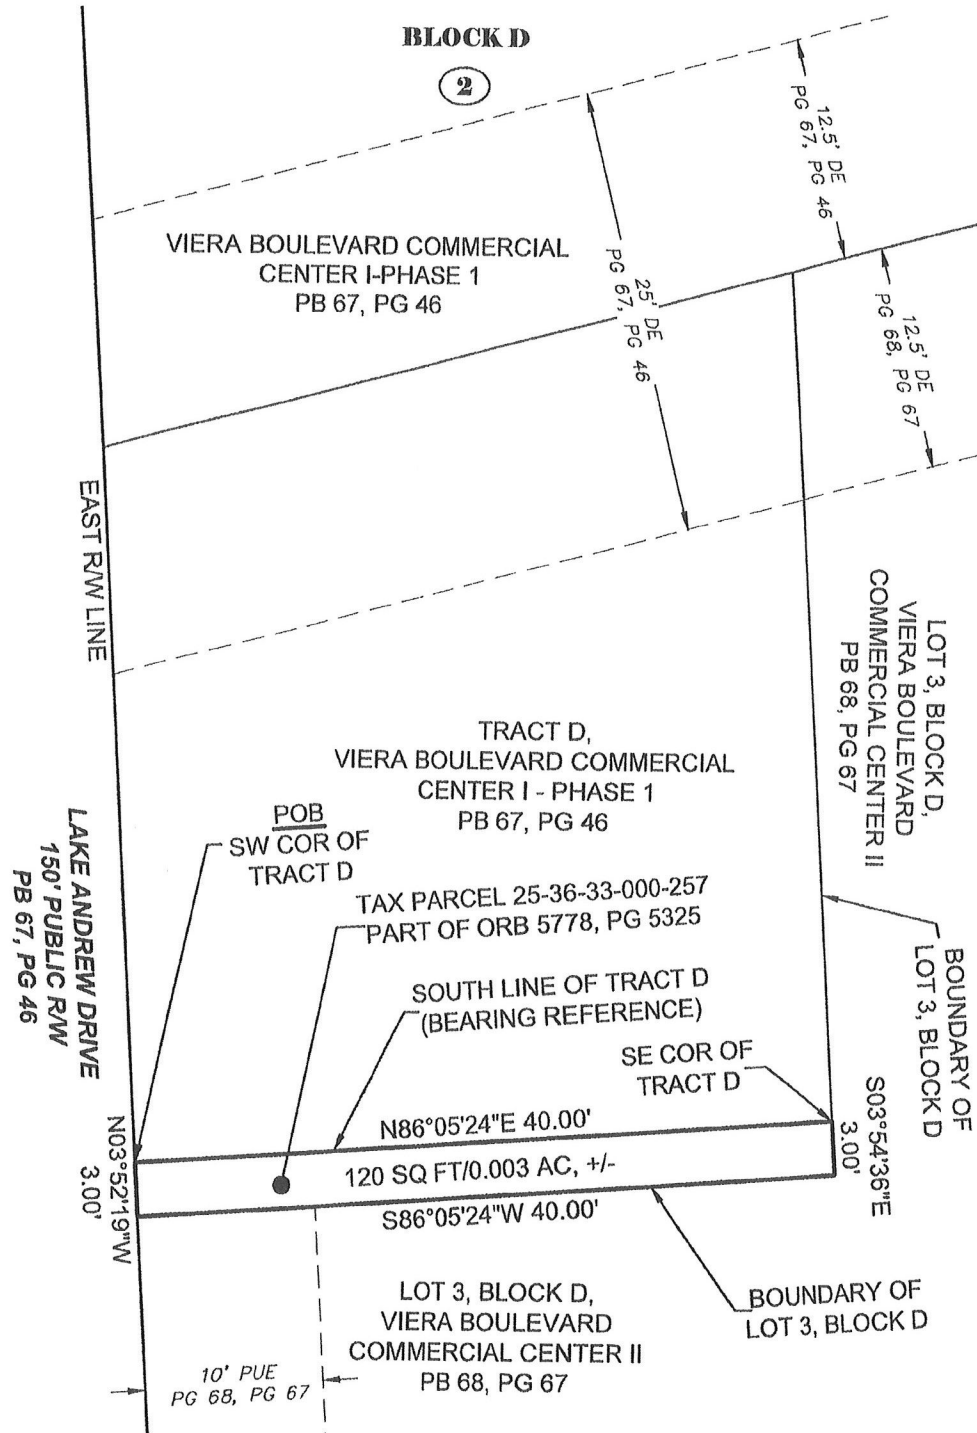 BLOCK D
2
12.5' DE
PG 67, PG 46
VIERA BOULEVARD COMMERCIAL
CENTER I-PHASE 1
PB 67, PG 46
25' DE
PG 67, PG 46
12.5' DE
PG 68, PG 67
EAST R/W LINE
LOT 3, BLOCK D,
VIERA BOULEVARD
COMMERCIAL CENTER II
PB 68, PG 67
TRACT D,
VIERA BOULEVARD COMMERCIAL
CENTER I - PHASE 1
PB 67, PG 46
POB
SW COR OF
TRACT D
LAKE ANDREW DRIVE
150' PUBLIC R/W
PB 67, PG 46
TAX PARCEL 25-36-33-000-257
PART OF ORB 5778, PG 5325
BOUNDARY OF
LOT 3, BLOCK D
SOUTH LINE OF TRACT D
(BEARING REFERENCE)
SE COR OF
TRACT D
S03°54'36"E
3.00'
N86°05'24"E 40.00'
N03°52'19"W
3.00'
120 SQ FT/0.003 AC, +/-
S86°05'24"W 40.00'
LOT 3, BLOCK D,
VIERA BOULEVARD
COMMERCIAL CENTER II
PB 68, PG 67
BOUNDARY OF
LOT 3, BLOCK D
10' PUE
PG 68, PG 67